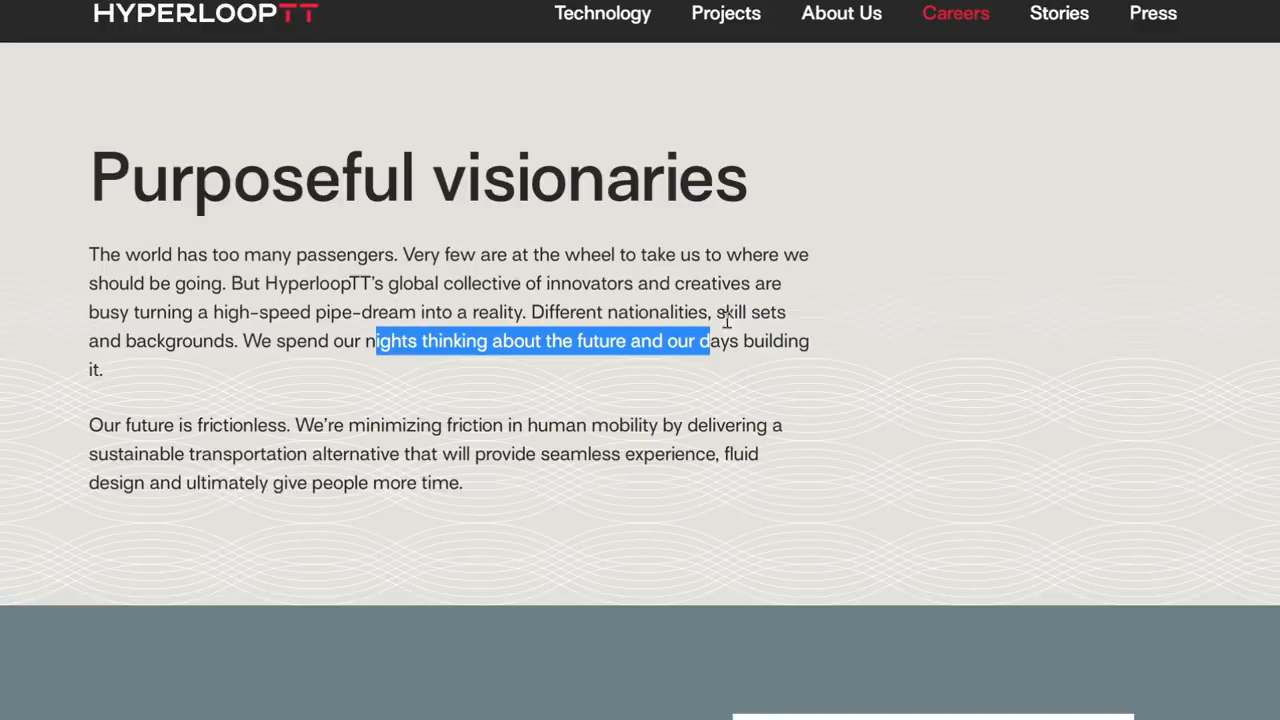 HYPERLOOPTT
Technology Projects About Us Careers Stories Press
Purposeful visionaries
The world has too many passengers. Very few are at the wheel to take us to where we
should be going. But HyperloopTT’s global collective of innovators and creatives are
busy turning a high-speed pipe-dream into a reality. Different nationalities, skill sets
and backgrounds. We spend our nights thinking about the future and our days building
it.
Our future is frictionless. We’re minimizing friction in human mobility by delivering a
sustainable transportation alternative that will provide seamless experience, fluid
design and ultimately give people more time.